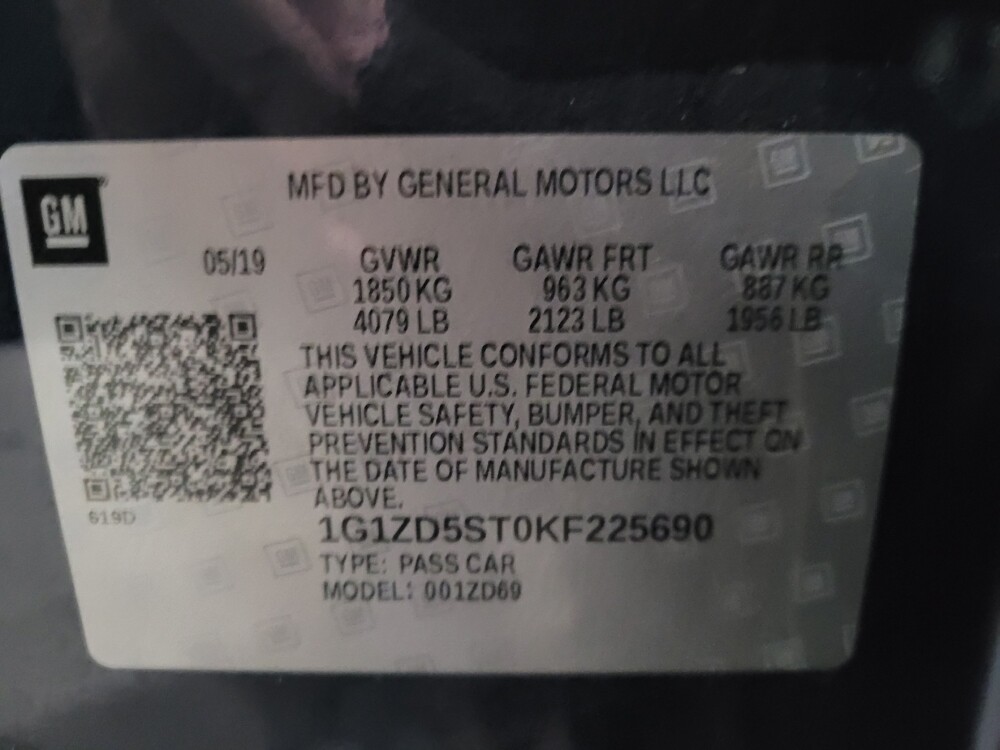 MFD BY GENERAL MOTORS LLC
GM
05/19 GVWR GAWR FRT GAWR RR
1850 KG 963 KG 887 KG
4079 LB 2123 LB 1956 LB
THIS VEHICLE CONFORMS TO ALL
APPLICABLE U.S. FEDERAL MOTOR
VEHICLE SAFETY, BUMPER, AND THEFT
PREVENTION STANDARDS IN EFFECT ON
THE DATE OF MANUFACTURE SHOWN
ABOVE.
619D
1G1ZD5ST0KF225690
TYPE: PASS CAR
MODEL: 001ZD69